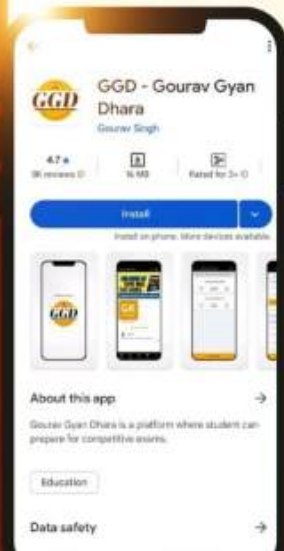 GGD
GGD - Gourav Gyan
Dhara
Gourav Singh
4.7
16 MB
Rated for 3+
Install
Install on phone. More devices available.
GGD
GK
About this app
Gourav Gyan Dhara is a platform where student can
prepare for competitive exams.
Education
Data safety